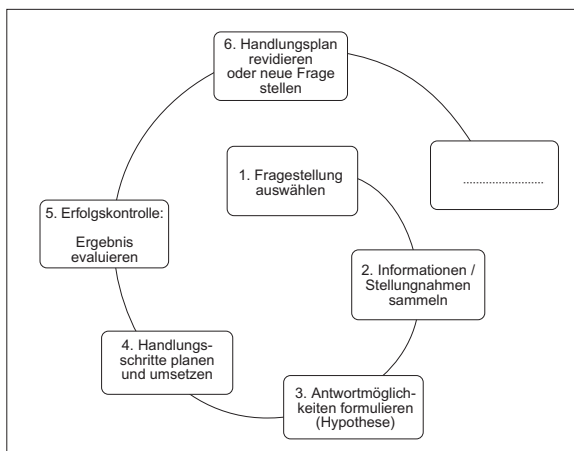 6. Handlungsplan
revidieren
oder neue Frage
stellen
1. Fragestellung
auswählen
.........................
5. Erfolgskontrolle:
Ergebnis
evaluieren
2. Informationen /
Stellungnahmen
sammeln
4. Handlungs-
schritte planen
und umsetzen
3. Antwortmöglich-
keiten formulieren
(Hypothese)